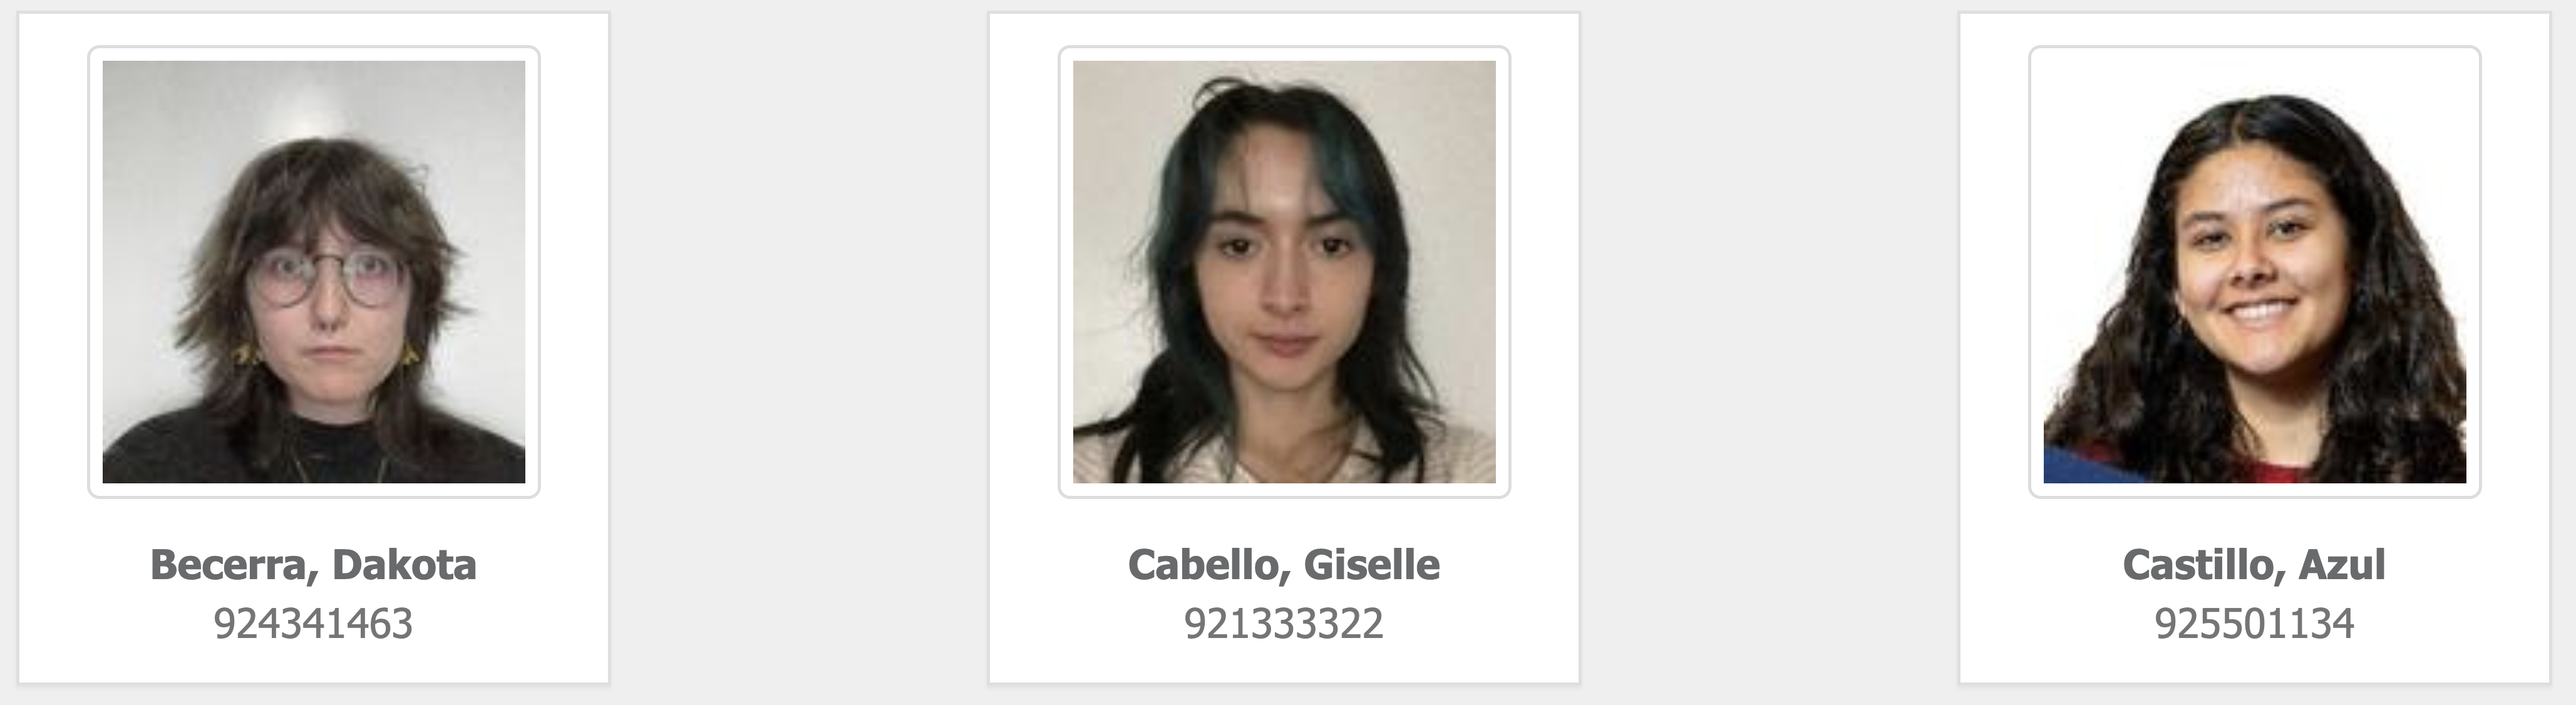 Becerra, Dakota
924341463
Cabello, Giselle
921333322
Castillo, Azul
925501134